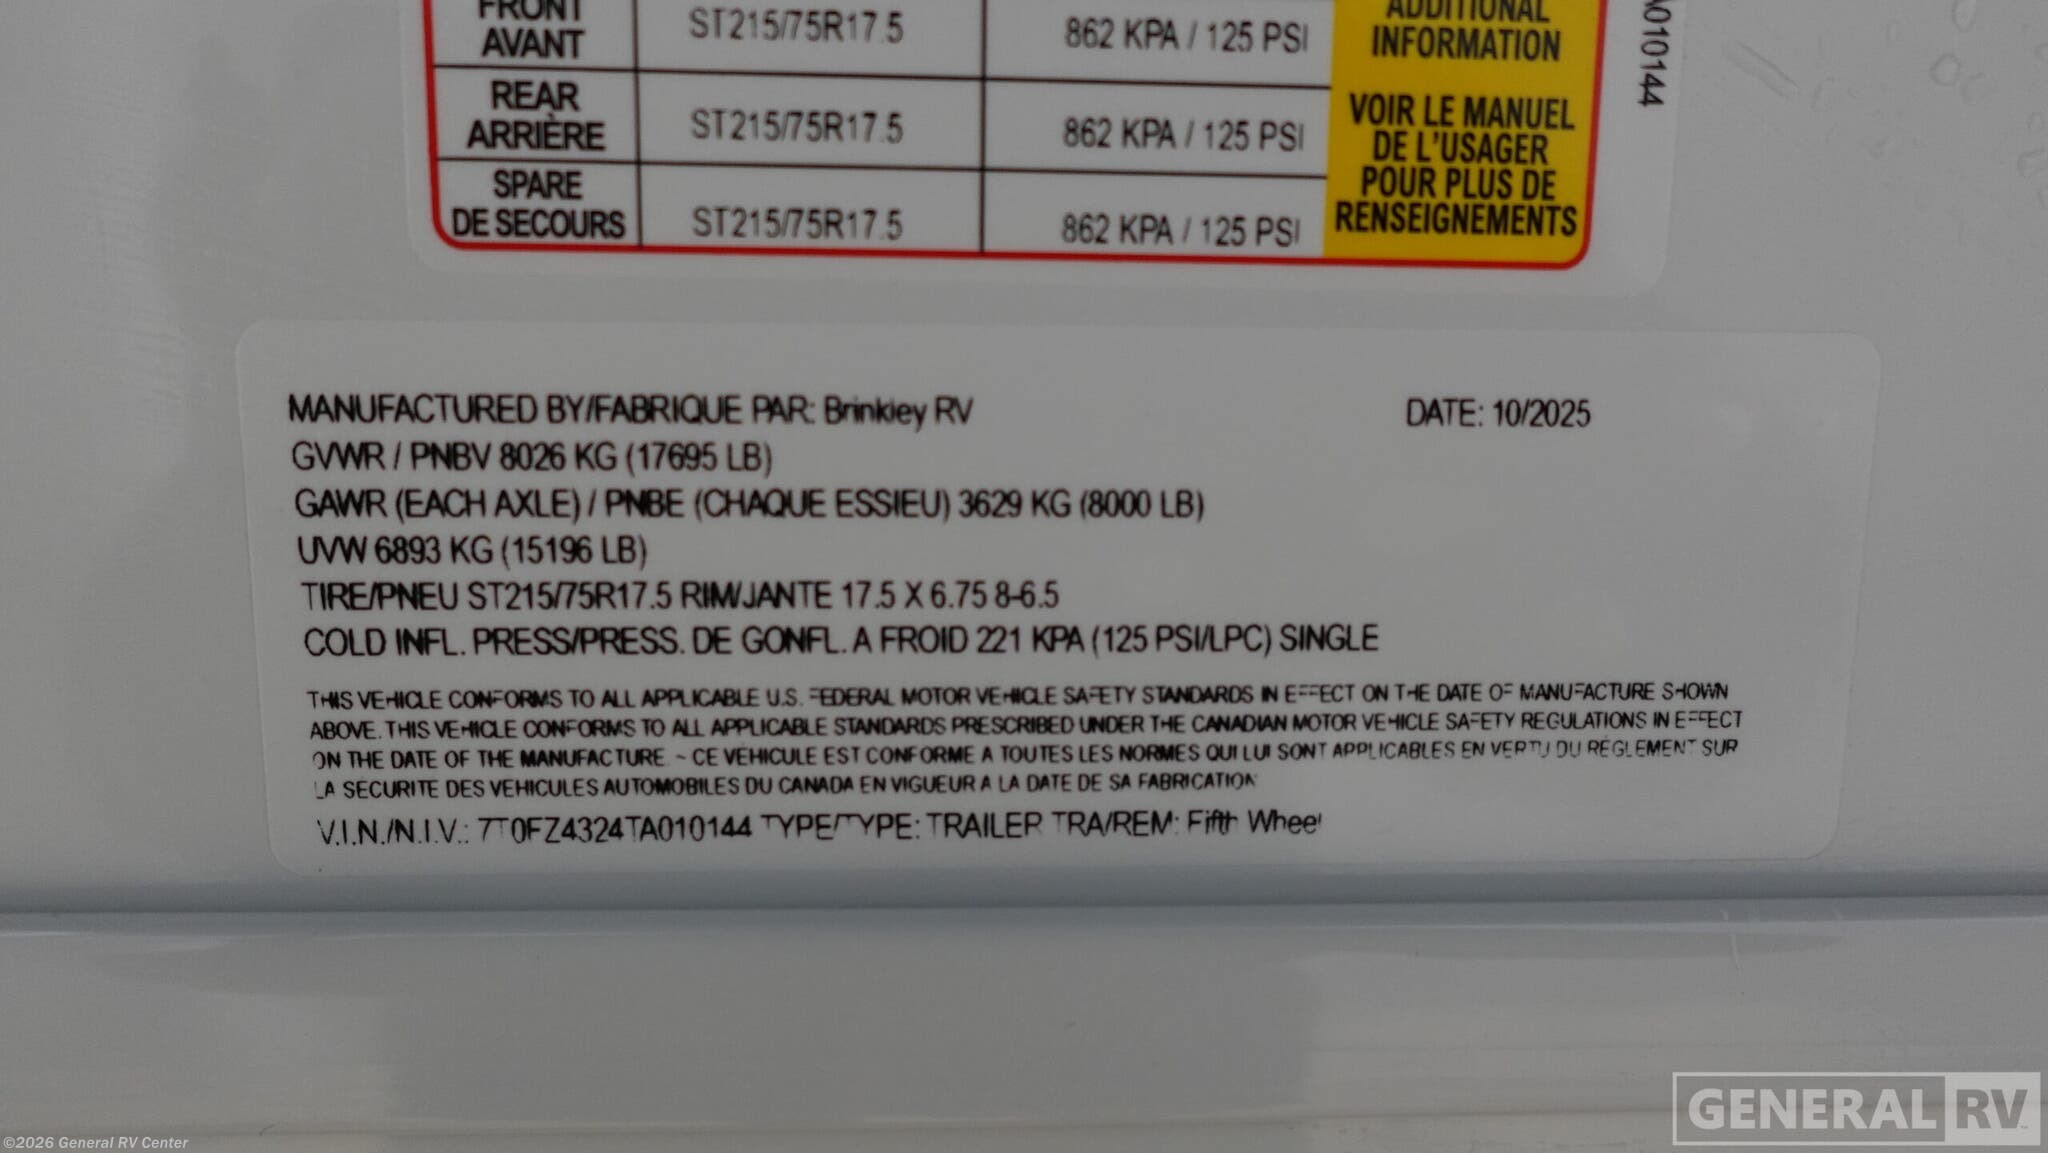 FRONT ST215/75R17.5 862 KPA / 125 PSI ADDITIONAL
AVANT INFORMATION
REAR ST215/75R17.5 862 KPA / 125 PSI VOIR LE MANUEL
ARRIÈRE DE L'USAGER
SPARE ST215/75R17.5 862 KPA / 125 PSI POUR PLUS DE
DE SECOURS RENSEIGNEMENTS
A010144
MANUFACTURED BY/FABRIQUE PAR: Brinkley RV DATE: 10/2025
GVWR / PNBV 8026 KG (17695 LB)
GAWR (EACH AXLE) / PNBE (CHAQUE ESSIEU) 3629 KG (8000 LB)
UVW 6893 KG (15196 LB)
TIRE/PNEU ST215/75R17.5 RIM/JANTE 17.5 X 6.75 8-6.5
COLD INFL. PRESS/PRESS. DE GONFL. A FROID 221 KPA (125 PSI/LPC) SINGLE
THIS VEHICLE CONFORMS TO ALL APPLICABLE U.S. FEDERAL MOTOR VEHICLE SAFETY STANDARDS IN EFFECT ON THE DATE OF MANUFACTURE SHOWN
ABOVE. THIS VEHICLE CONFORMS TO ALL APPLICABLE STANDARDS PRESCRIBED UNDER THE CANADIAN MOTOR VEHICLE SAFETY REGULATIONS IN EFFECT
ON THE DATE OF THE MANUFACTURE. ~ CE VEHICULE EST CONFORME A TOUTES LES NORMES QUI LUI SONT APPLICABLES EN VERTU DU REGLEMENT SUR
LA SECURITE DES VEHICULES AUTOMOBILES DU CANADA EN VIGUEUR A LA DATE DE SA FABRICATION
V.I.N./N.I.V.: 7T0FZ4324TA010144 TYPE/TYPE: TRAILER TRA/REM: Fifth Wheel
GENERAL RV
©2026 General RV Center